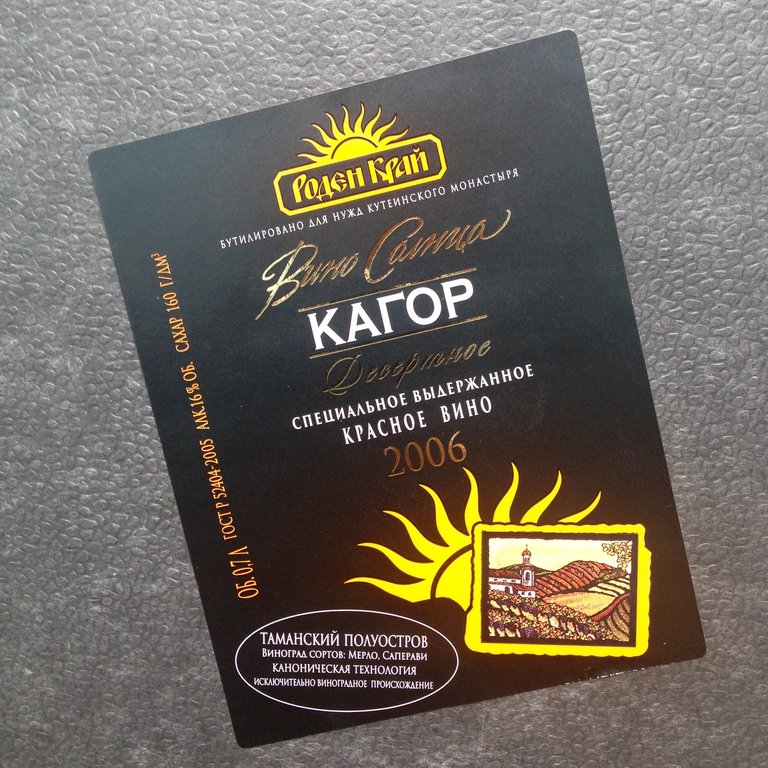 РОДЕН КРАЙ
БУТИЛИРОВАНО ДЛЯ НУЖД КУТЕИНСКОГО МОНАСТЫРЯ
Вино Солнца
КАГОР
Десертное
СПЕЦИАЛЬНОЕ ВЫДЕРЖАННОЕ
КРАСНОЕ ВИНО
2006
ОБ. 0.7 Л ГОСТ Р 52404-2005 АЛК.16% ОБ. САХАР 160 Г/ДМ³
ТАМАНСКИЙ ПОЛУОСТРОВ
ВИНОГРАД СОРТОВ: МЕРЛО, САПЕРАВИ
КАНОНИЧЕСКАЯ ТЕХНОЛОГИЯ
ИСКЛЮЧИТЕЛЬНО ВИНОГРАДНОЕ ПРОИСХОЖДЕНИЕ